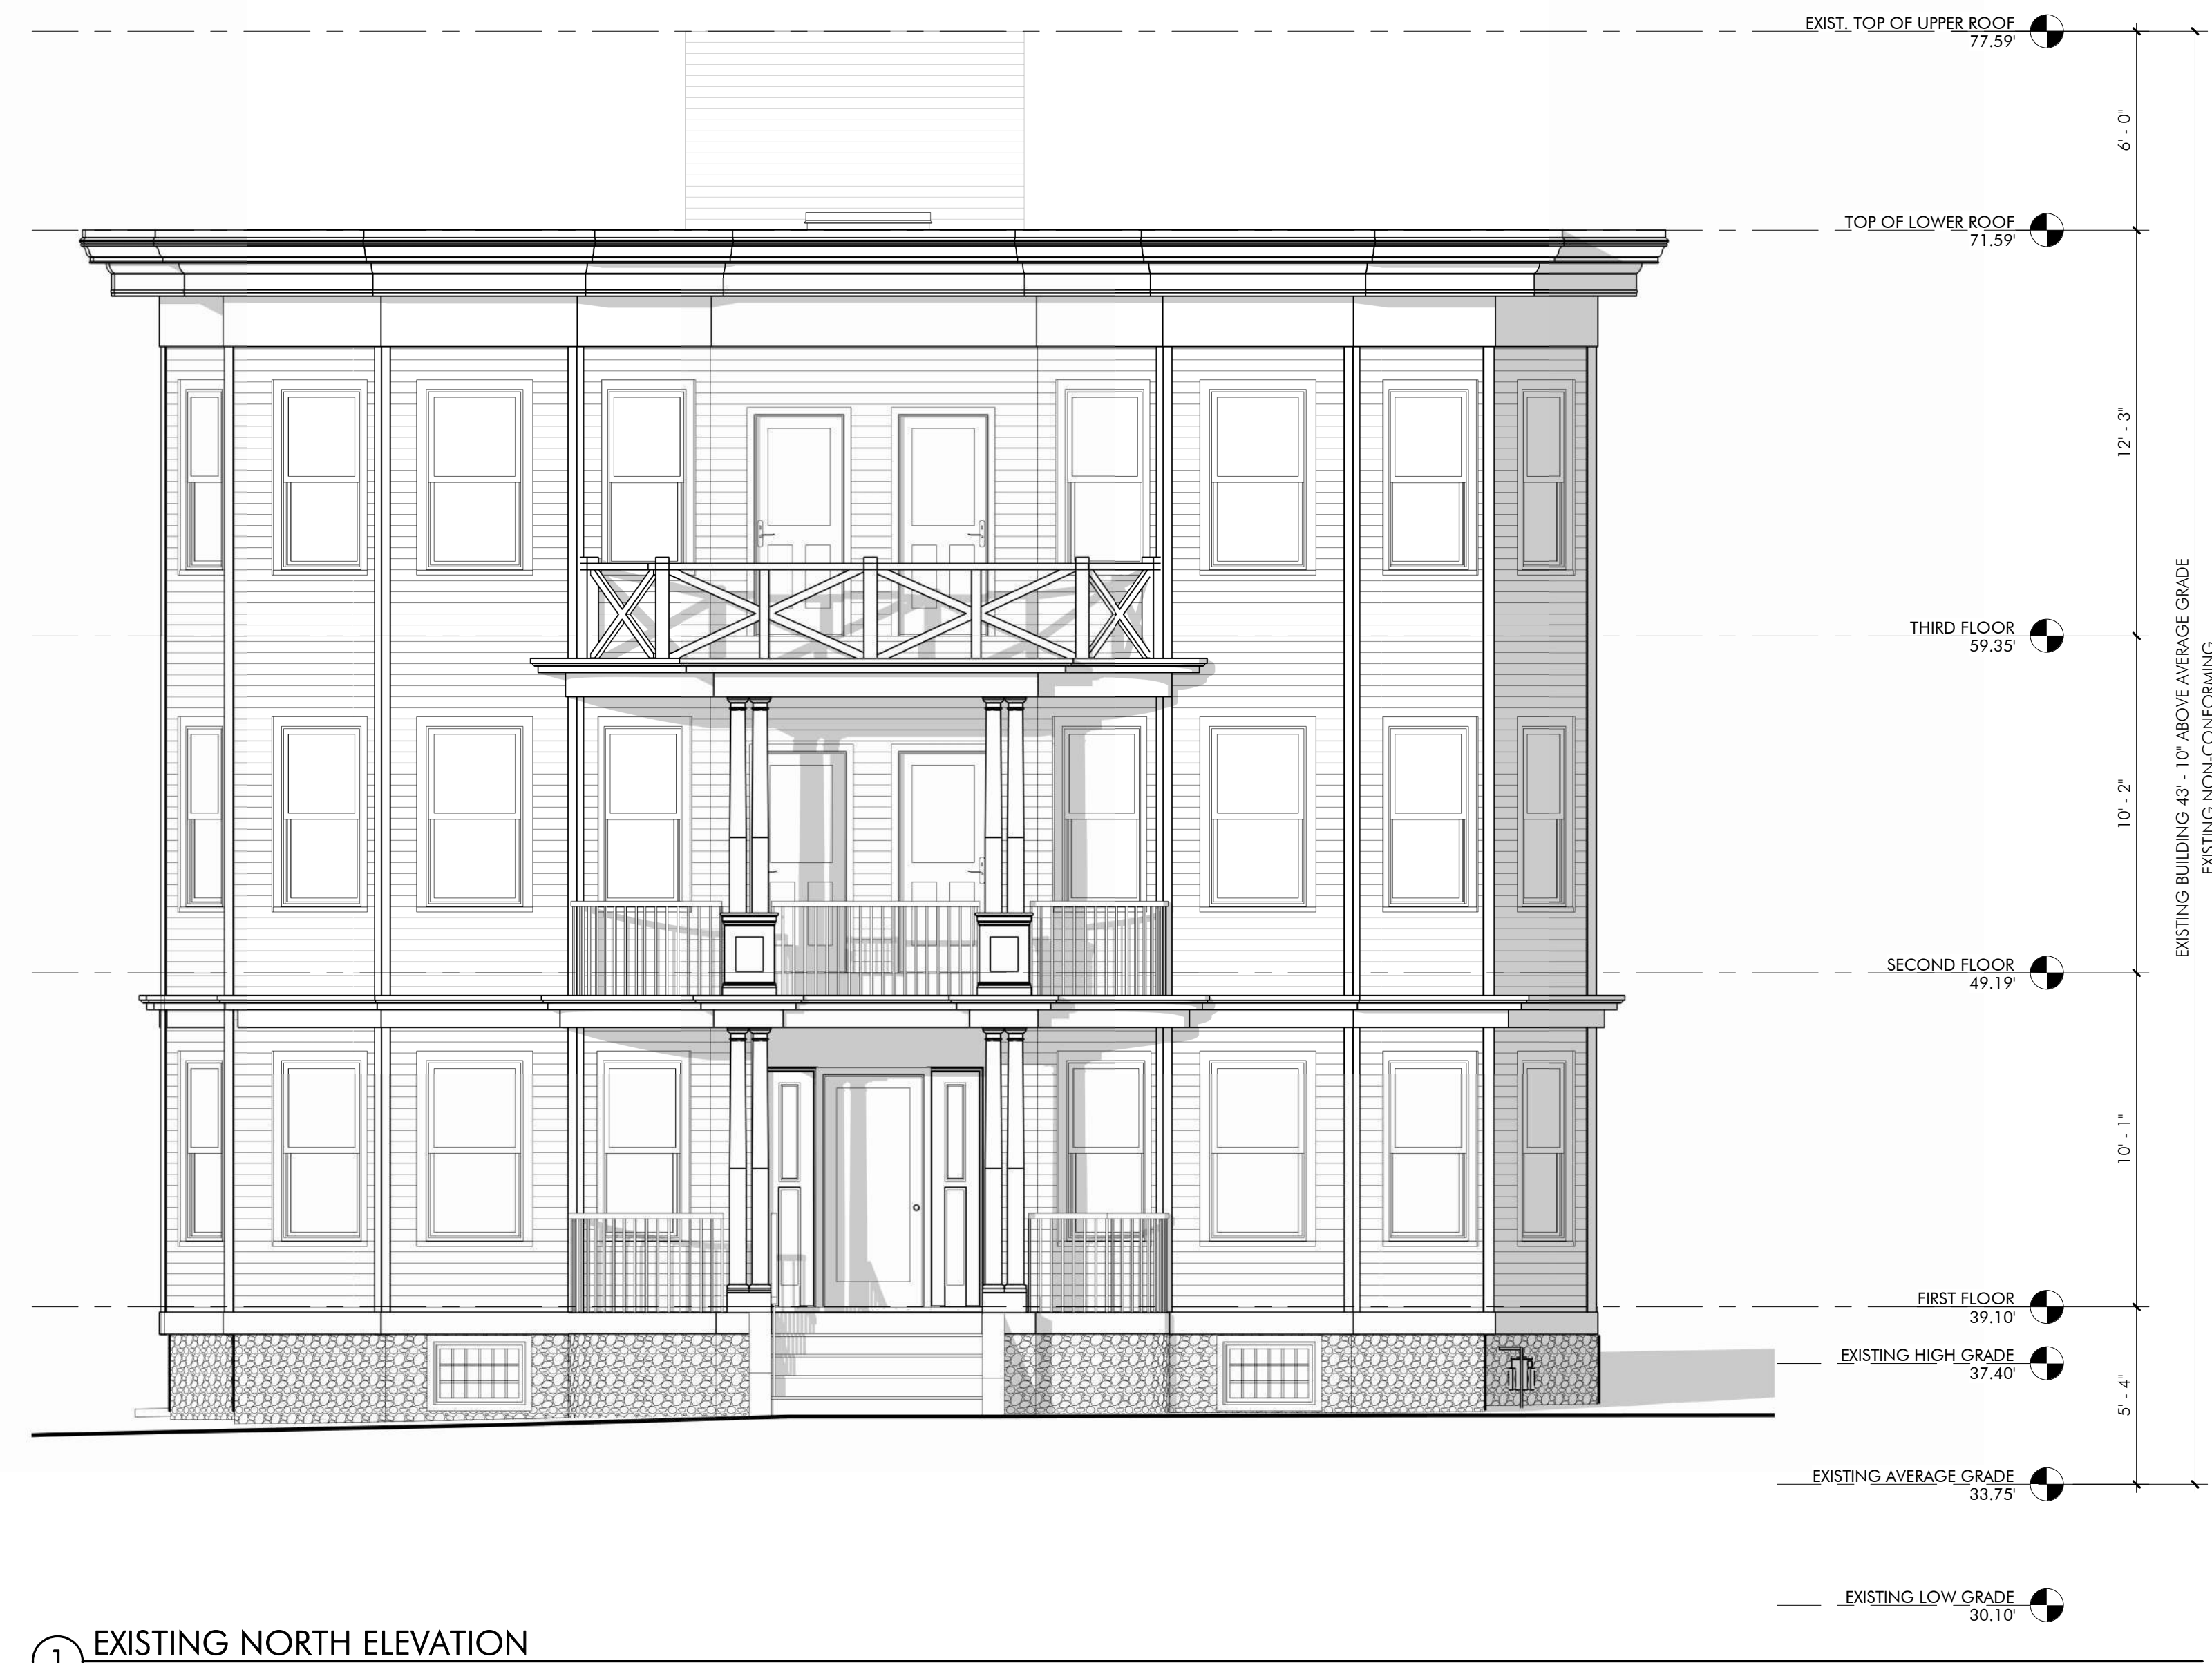 EXIST. TOP OF UPPER ROOF
77.59'
6' - 0"
TOP OF LOWER ROOF
71.59'
12' - 3"
THIRD FLOOR
59.35'
10' - 2"
SECOND FLOOR
49.19'
10' - 1"
FIRST FLOOR
39.10'
EXISTING HIGH GRADE
37.40'
5' - 4"
EXISTING AVERAGE GRADE
33.75'
EXISTING LOW GRADE
30.10'
EXISTING BUILDING 43' - 10" ABOVE AVERAGE GRADE
EXISTING NON-CONFORMING
1
EXISTING NORTH ELEVATION